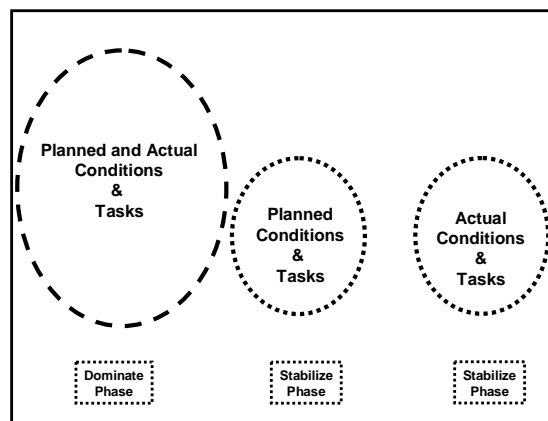 Planned and Actual
Conditions
&
Tasks
Planned
Conditions
&
Tasks
Actual
Conditions
&
Tasks
Dominate
Phase
Stabilize
Phase
Stabilize
Phase